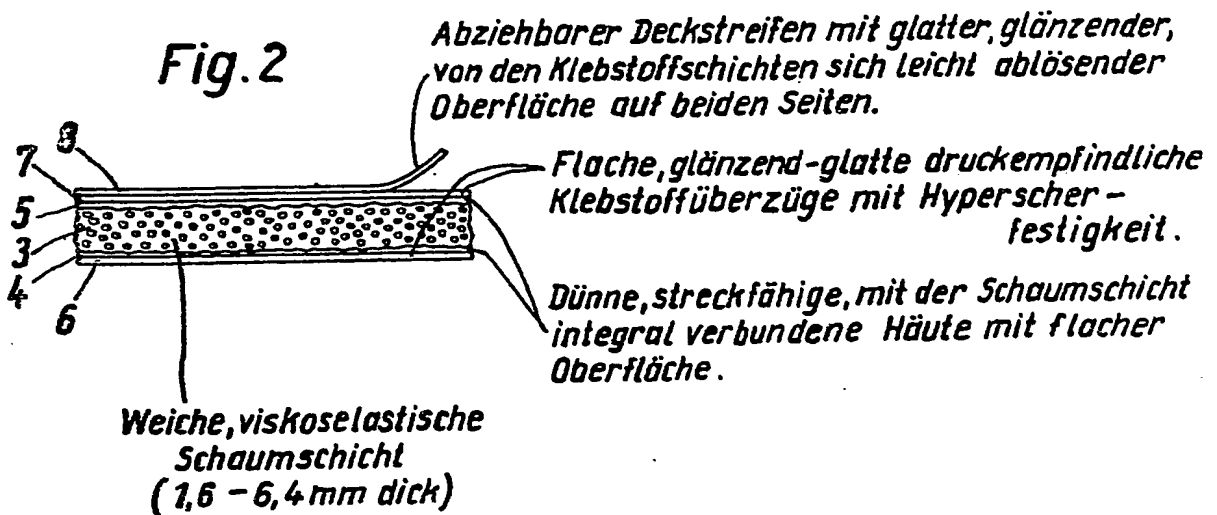 Fig. 2
Abziehbarer Deckstreifen mit glatter, glänzender,
von den Klebstoffschichten sich leicht ablösender
Oberfläche auf beiden Seiten.
8
7
5
3
4
6
Flache, glänzend-glatte druckempfindliche
Klebstoffüberzüge mit Hyperscher-
festigkeit.
Dünne, streckfähige, mit der Schaumschicht
integral verbundene Häute mit flacher
Oberfläche.
Weiche, viskoselastische
Schaumschicht
(1,6 - 6,4 mm dick)